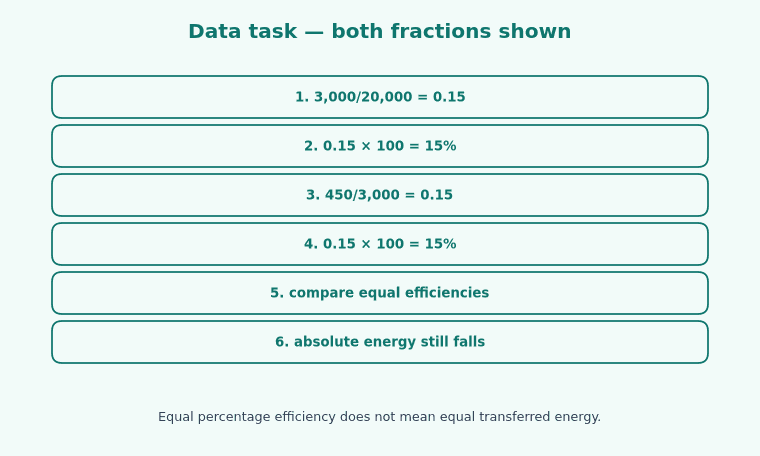 Data task — both fractions shown
1. 3,000/20,000 = 0.15
2. 0.15 × 100 = 15%
3. 450/3,000 = 0.15
4. 0.15 × 100 = 15%
5. compare equal efficiencies
6. absolute energy still falls
Equal percentage efficiency does not mean equal transferred energy.